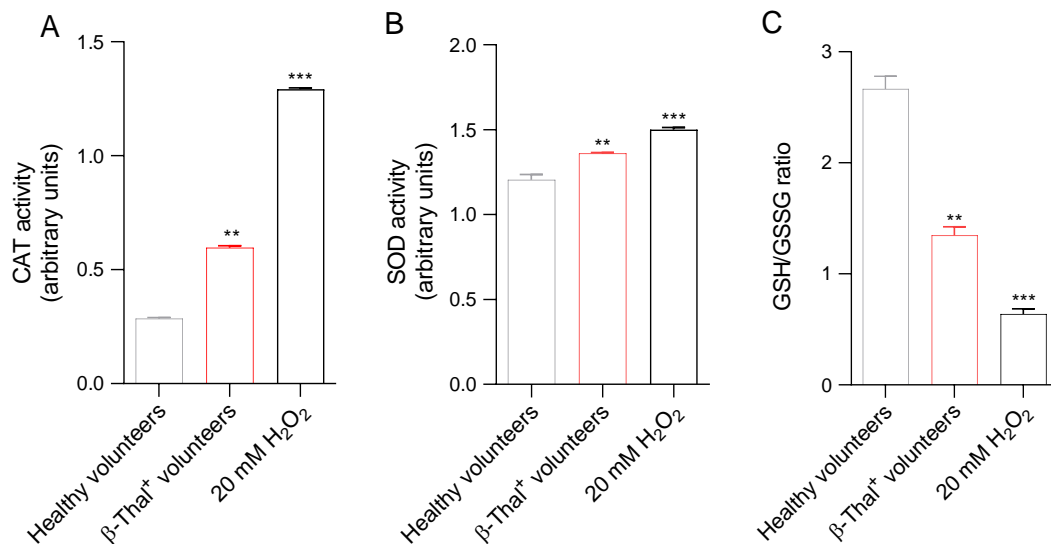 A
CAT activity
(arbitrary units)
1.5
1.0
0.5
0.0
**
***
Healthy volunteers
β-Thal⁺ volunteers
20 mM H₂O₂
B
SOD activity
(arbitrary units)
2.0
1.5
1.0
0.5
0.0
**
***
Healthy volunteers
β-Thal⁺ volunteers
20 mM H₂O₂
C
GSH/GSSG ratio
3
2
1
0
**
***
Healthy volunteers
β-Thal⁺ volunteers
20 mM H₂O₂